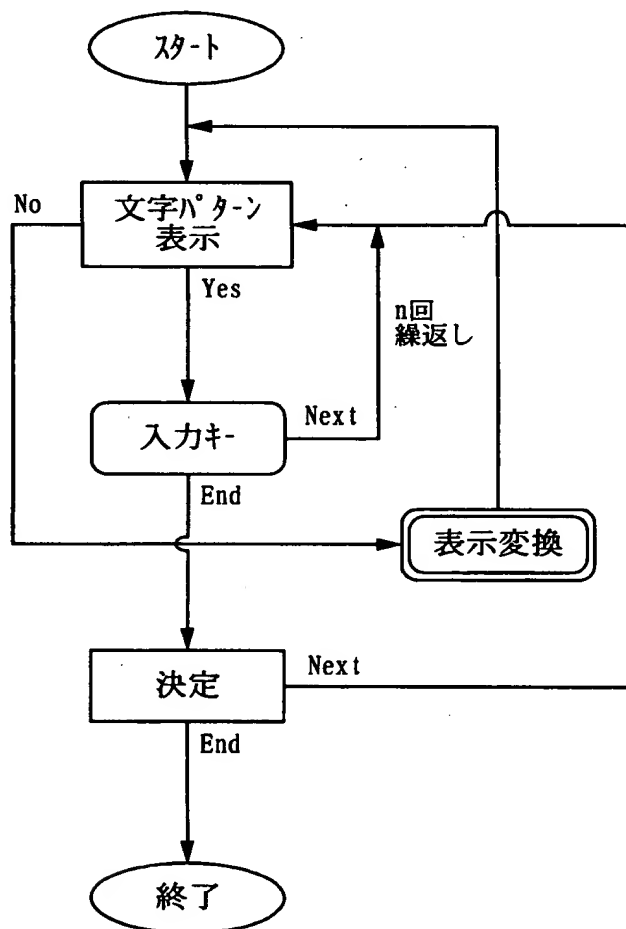 スタート
No
文字パターン
表示
Yes
n回
繰返し
入力キー
Next
End
表示変換
決定
Next
End
終了